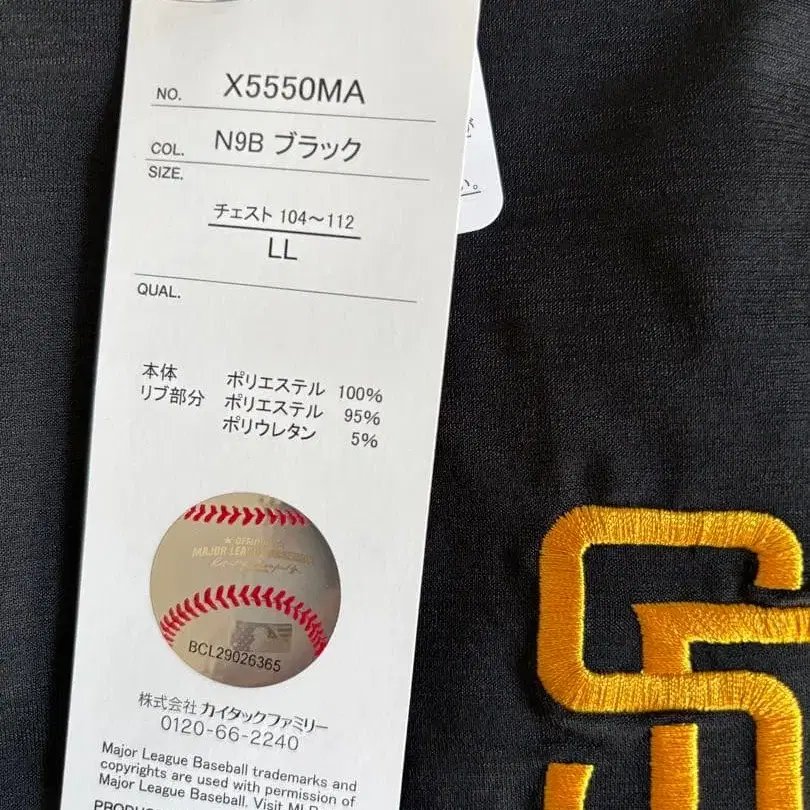 NO. X5550MA
COL. N9B ブラック
SIZE.
チェスト 104～112
LL
QUAL.
本体 ポリエステル 100%
リブ部分 ポリエステル 95%
ポリウレタン 5%
MAJOR LEAGUE
BCL29026365
株式会社 カイタックファミリー
0120-66-2240
Major League Baseball trademarks and
copyrights are used with permission of
Major League Baseball. Visit
い。
SD